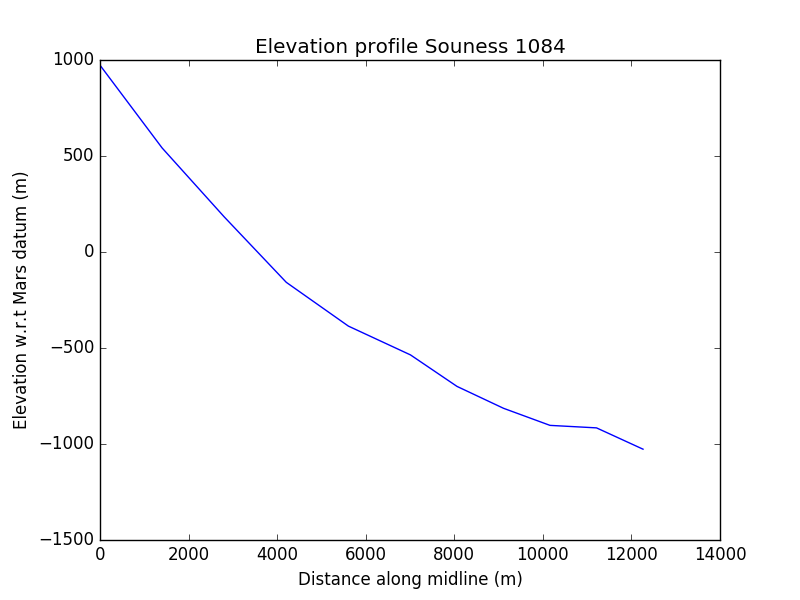 Elevation profile Souness 1084
1000
500
0
−500
−1000
−1500
Elevation w.r.t Mars datum (m)
0 2000 4000 6000 8000 10000 12000 14000
Distance along midline (m)